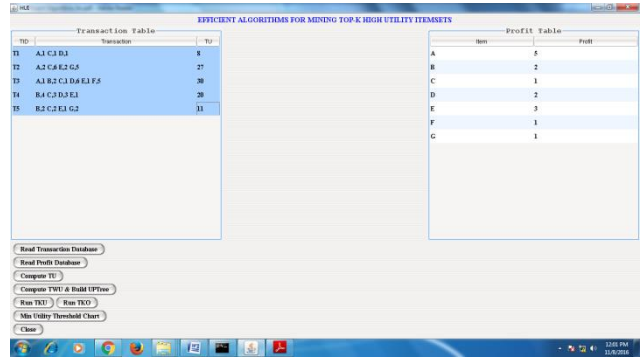 HLE
EFFICIENT ALGORITHMS FOR MINING TOP-K HIGH UTILITY ITEMSETS
Transaction Table
TID Transaction TU
T1 A,1 C,1 D,1 8
T2 A,2 C,6 E,2 G,5 27
T3 A,1 B,2 C,1 D,6 E,1 F,5 30
T4 B,4 C,3 D,3 E,1 20
T5 B,2 C,2 E,1 G,2 11
Profit Table
Item Profit
A 5
B 2
C 1
D 2
E 3
F 1
G 1
Read Transaction Database
Read Profit Database
Compute TU
Compute TWU & Build UPTree
Run TKU Run TKO
Min Utility Threshold Chart
Close
12:01 PM
11/8/2016